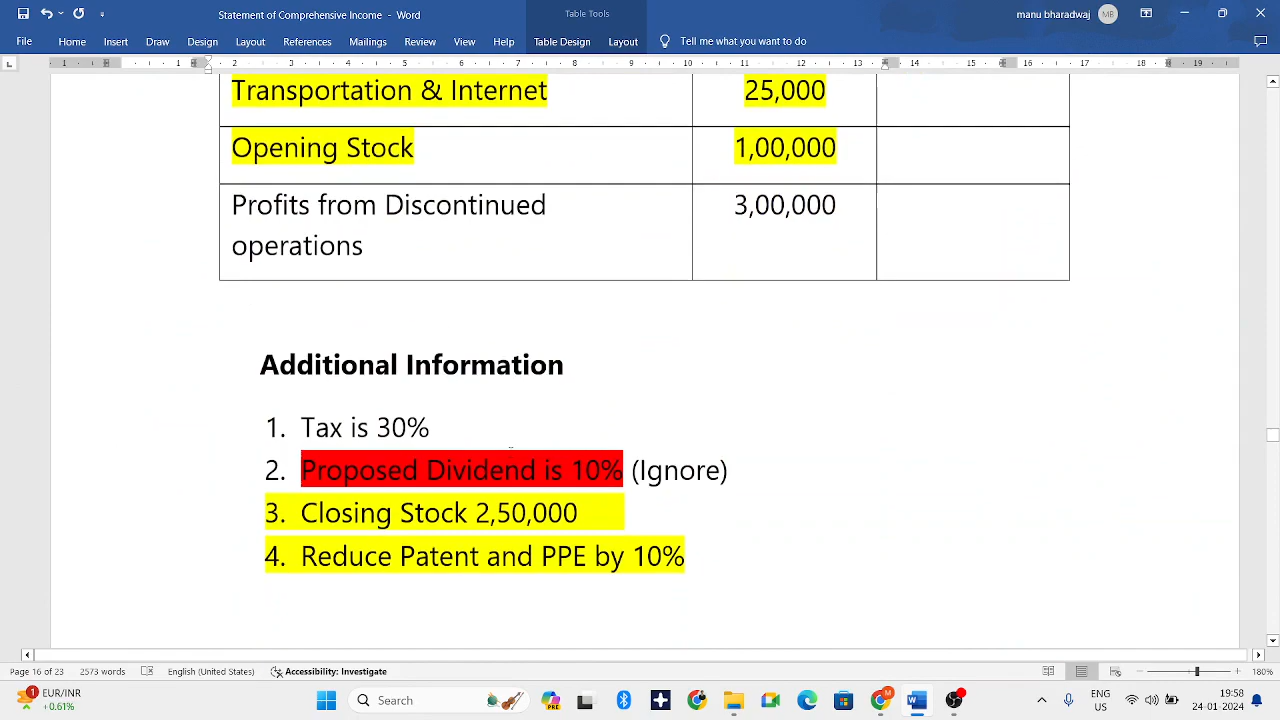 Statement of Comprehensive Income - Word
Table Tools
manu bharadwaj
MB
File
Home
Insert
Draw
Design
Layout
References
Mailings
Review
View
Help
Table Design
Layout
Tell me what you want to do
Transportation & Internet 25,000
Opening Stock 1,00,000
Profits from Discontinued 3,00,000
operations
Additional Information
1. Tax is 30%
2. Proposed Dividend is 10% (Ignore)
3. Closing Stock 2,50,000
4. Reduce Patent and PPE by 10%
Page 16 of 23
2573 words
English (United States)
Accessibility: Investigate
180%
EUR/INR
+0.61%
Search
ENG
US
19:58
24-01-2024